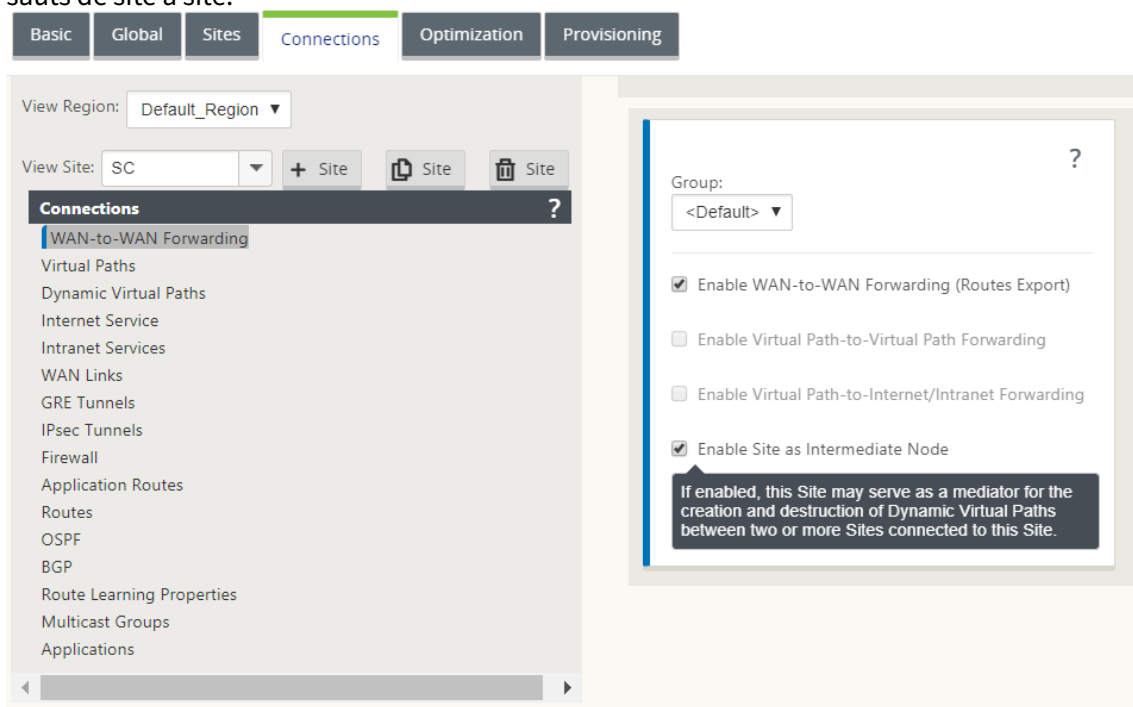 sauts de site à site.
Basic Global Sites Connections Optimization Provisioning
View Region: Default_Region
View Site: SC + Site Site Site
Connections ?
WAN-to-WAN Forwarding
Virtual Paths
Dynamic Virtual Paths
Internet Service
Intranet Services
WAN Links
GRE Tunnels
IPsec Tunnels
Firewall
Application Routes
Routes
OSPF
BGP
Route Learning Properties
Multicast Groups
Applications
?
Group:
<Default>
Enable WAN-to-WAN Forwarding (Routes Export)
Enable Virtual Path-to-Virtual Path Forwarding
Enable Virtual Path-to-Internet/Intranet Forwarding
Enable Site as Intermediate Node
If enabled, this Site may serve as a mediator for the
creation and destruction of Dynamic Virtual Paths
between two or more Sites connected to this Site.